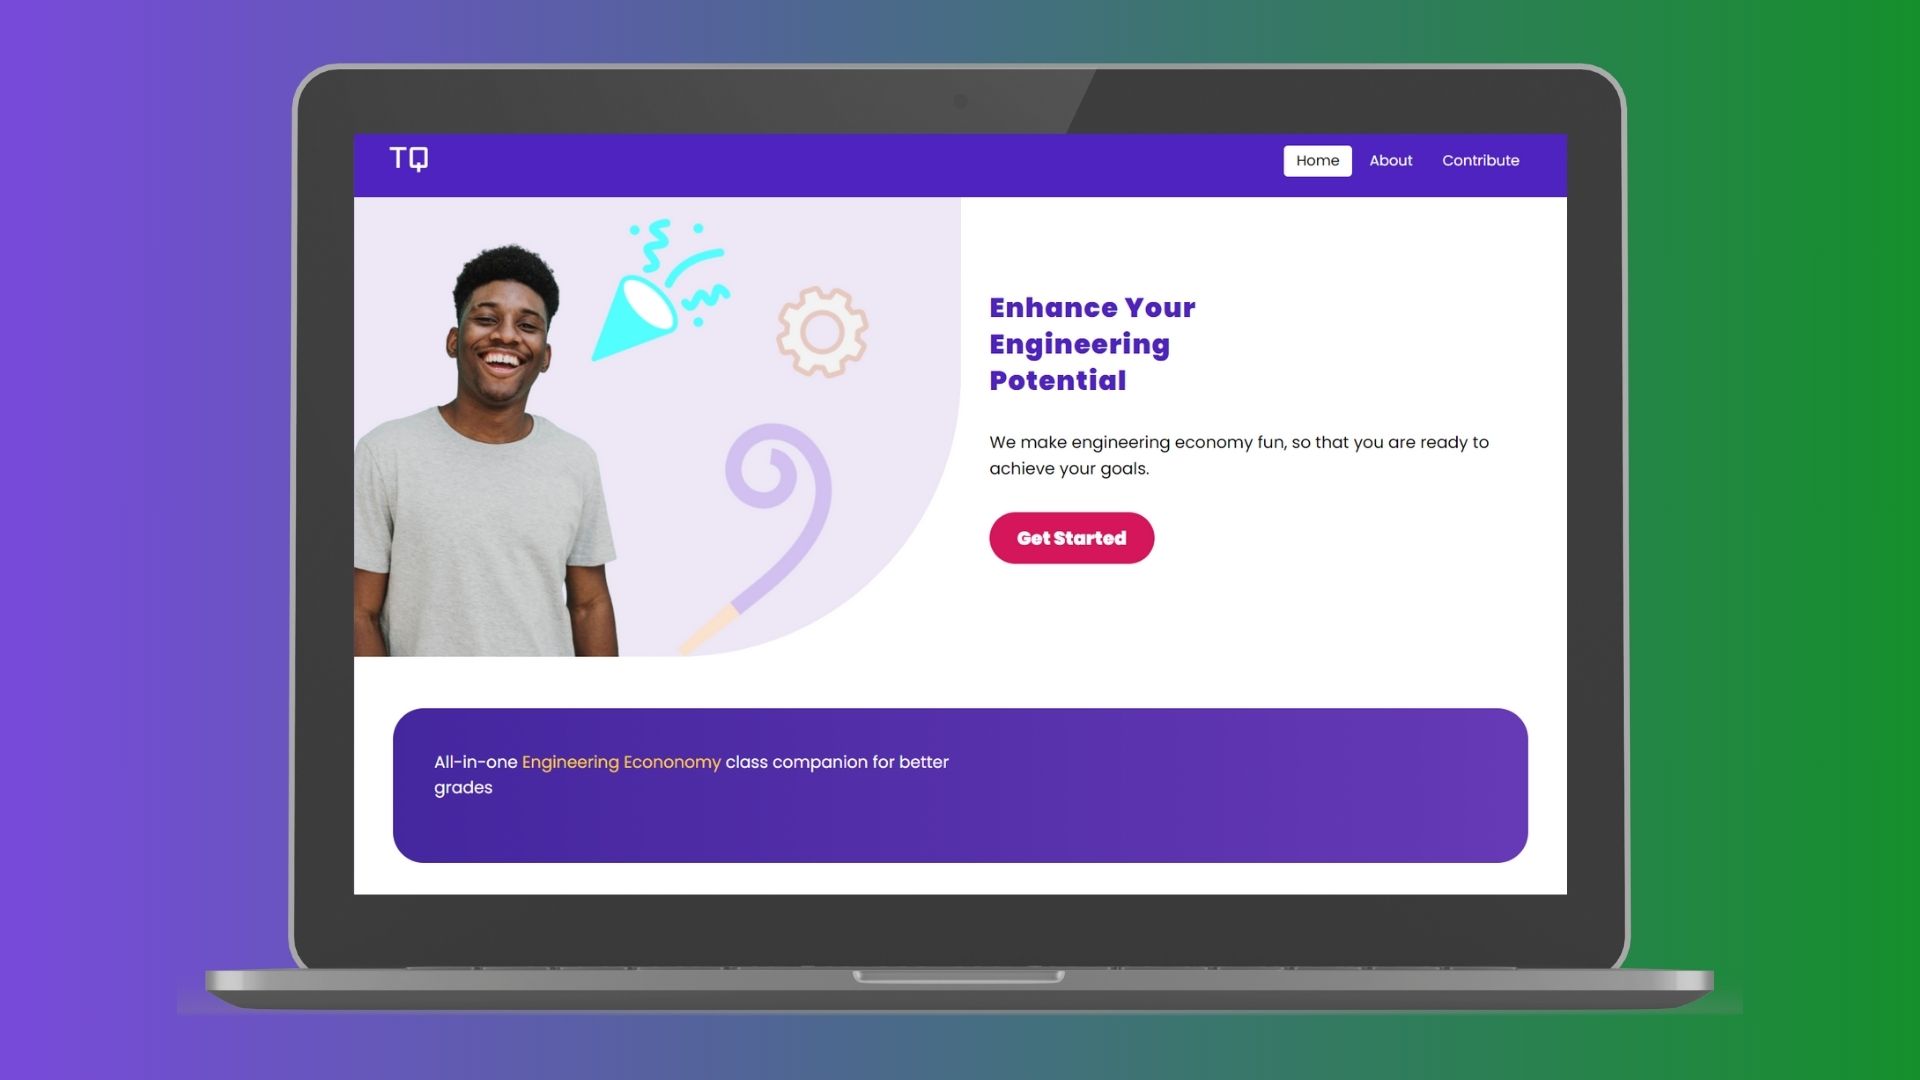 TQ
Home About Contribute
Enhance Your
Engineering
Potential
We make engineering economy fun, so that you are ready to
achieve your goals.
Get Started
All-in-one Engineering Econonomy class companion for better
grades